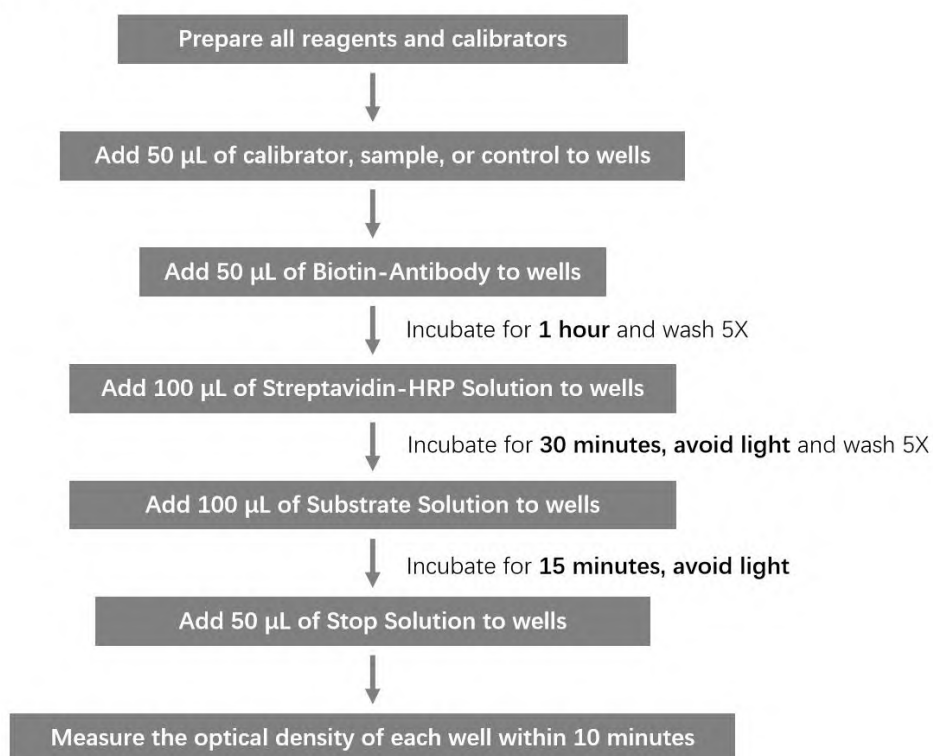 Prepare all reagents and calibrators
Add 50 μL of calibrator, sample, or control to wells
Add 50 μL of Biotin-Antibody to wells
Incubate for 1 hour and wash 5X
Add 100 μL of Streptavidin-HRP Solution to wells
Incubate for 30 minutes, avoid light and wash 5X
Add 100 μL of Substrate Solution to wells
Incubate for 15 minutes, avoid light
Add 50 μL of Stop Solution to wells
Measure the optical density of each well within 10 minutes